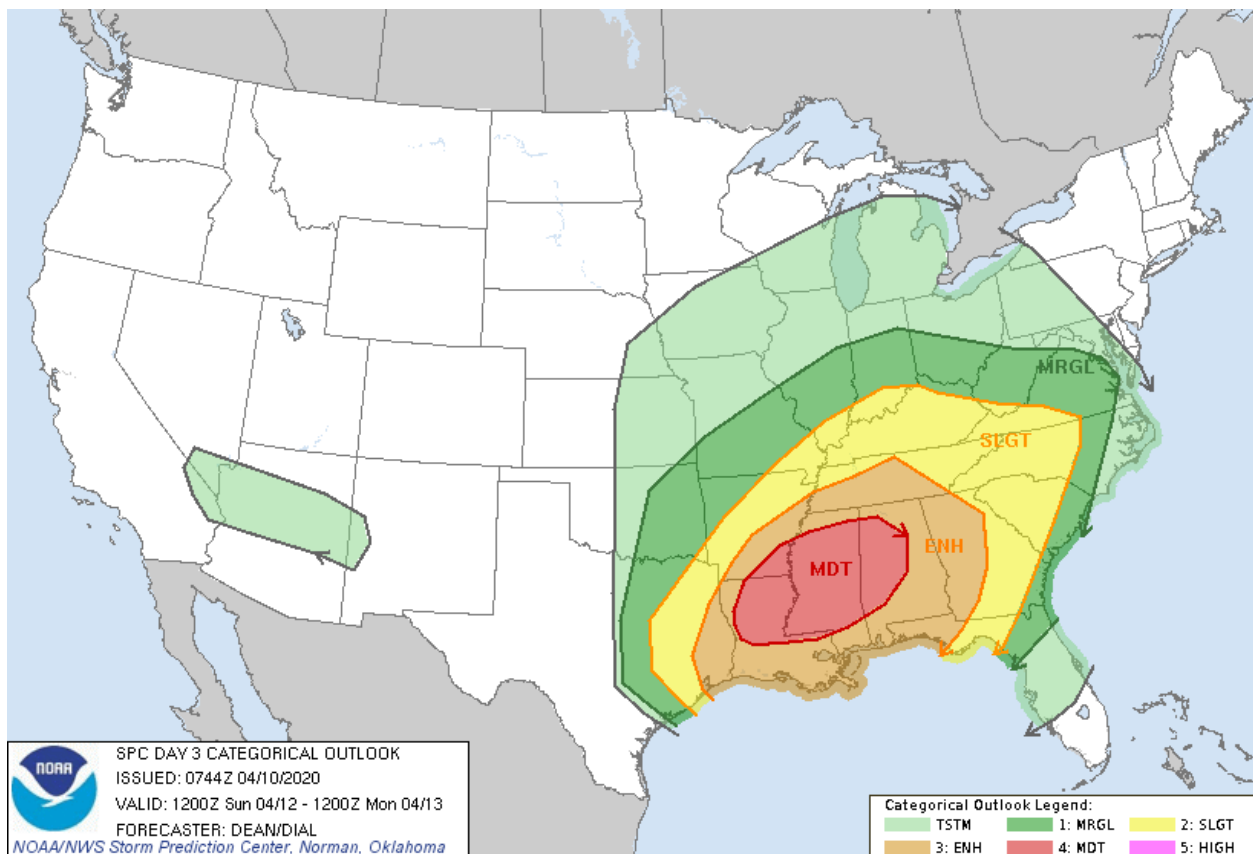 MRGL
SLGT
ENH
MDT
NOAA
SPC DAY 3 CATEGORICAL OUTLOOK
ISSUED: 0744Z 04/10/2020
VALID: 1200Z Sun 04/12 - 1200Z Mon 04/13
FORECASTER: DEAN/DIAL
NOAA/NWS Storm Prediction Center, Norman, Oklahoma
Categorical Outlook Legend:
TSTM 1: MRGL 2: SLGT
3: ENH 4: MDT 5: HIGH